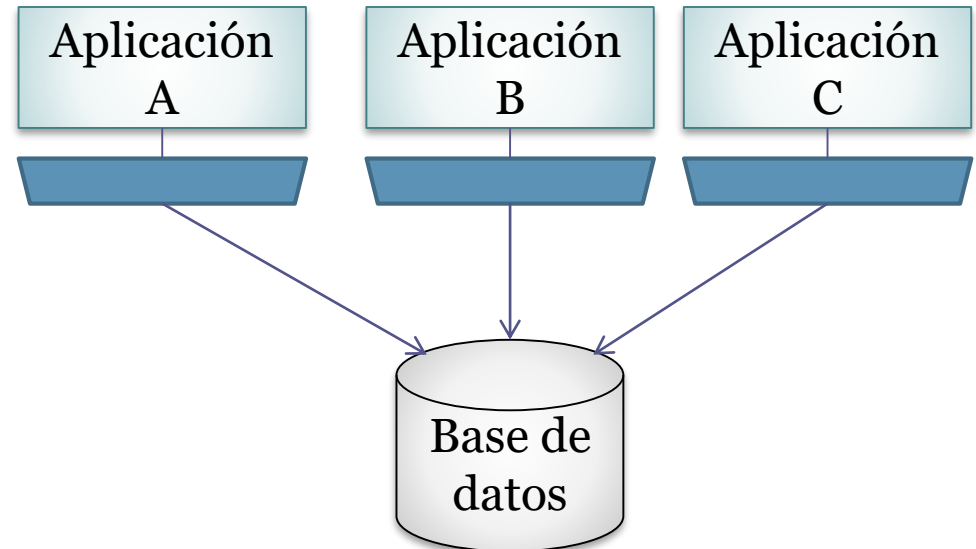 Aplicación
A
Aplicación
B
Aplicación
C
Base de
datos